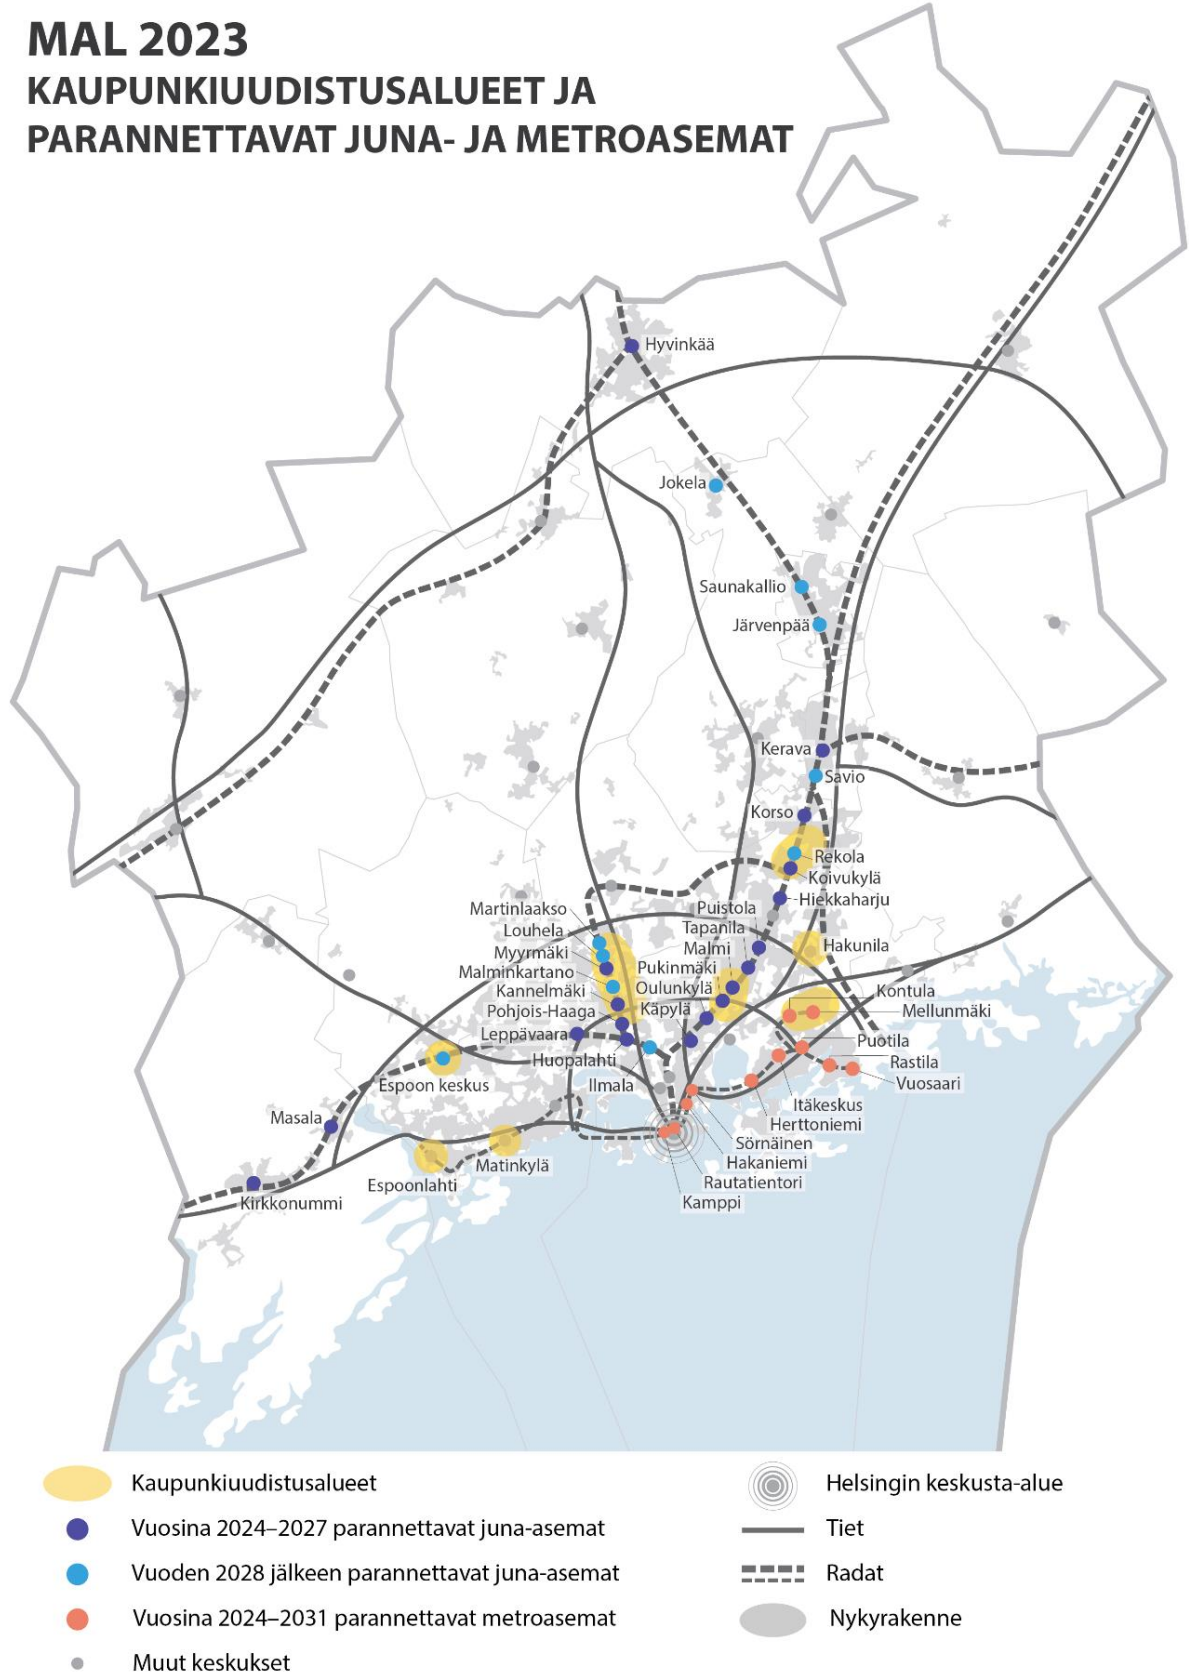 MAL 2023
KAUPUNKIUUDISTUSALUEET JA
PARANNETTAVAT JUNA- JA METROASEMAT
Hyvinkää
Jokela
Saunakallio
Järvenpää
Kerava
Savio
Korso
Rekola
Koivukylä
Hiekkaharju
Martinlaakso
Puistola
Louhela
Tapanila
Myyrmäki
Malmi
Hakunila
Malminkartano
Pukinmäki
Kannelmäki
Oulunkylä
Kontula
Pohjois-Haaga
Käpylä
Mellunmäki
Leppävaara
Puotila
Huopalahti
Rastila
Espoon keskus
Ilmala
Vuosaari
Masala
Itäkeskus
Herttoniemi
Sörnäinen
Matinkylä
Hakaniemi
Espoonlahti
Rautatientori
Kirkkonummi
Kamppi
Kaupunkiuudistusalueet
Vuosina 2024–2027 parannettavat juna-asemat
Vuoden 2028 jälkeen parannettavat juna-asemat
Vuosina 2024–2031 parannettavat metroasemat
Muut keskukset
Helsingin keskusta-alue
Tiet
Radat
Nykyrakenne